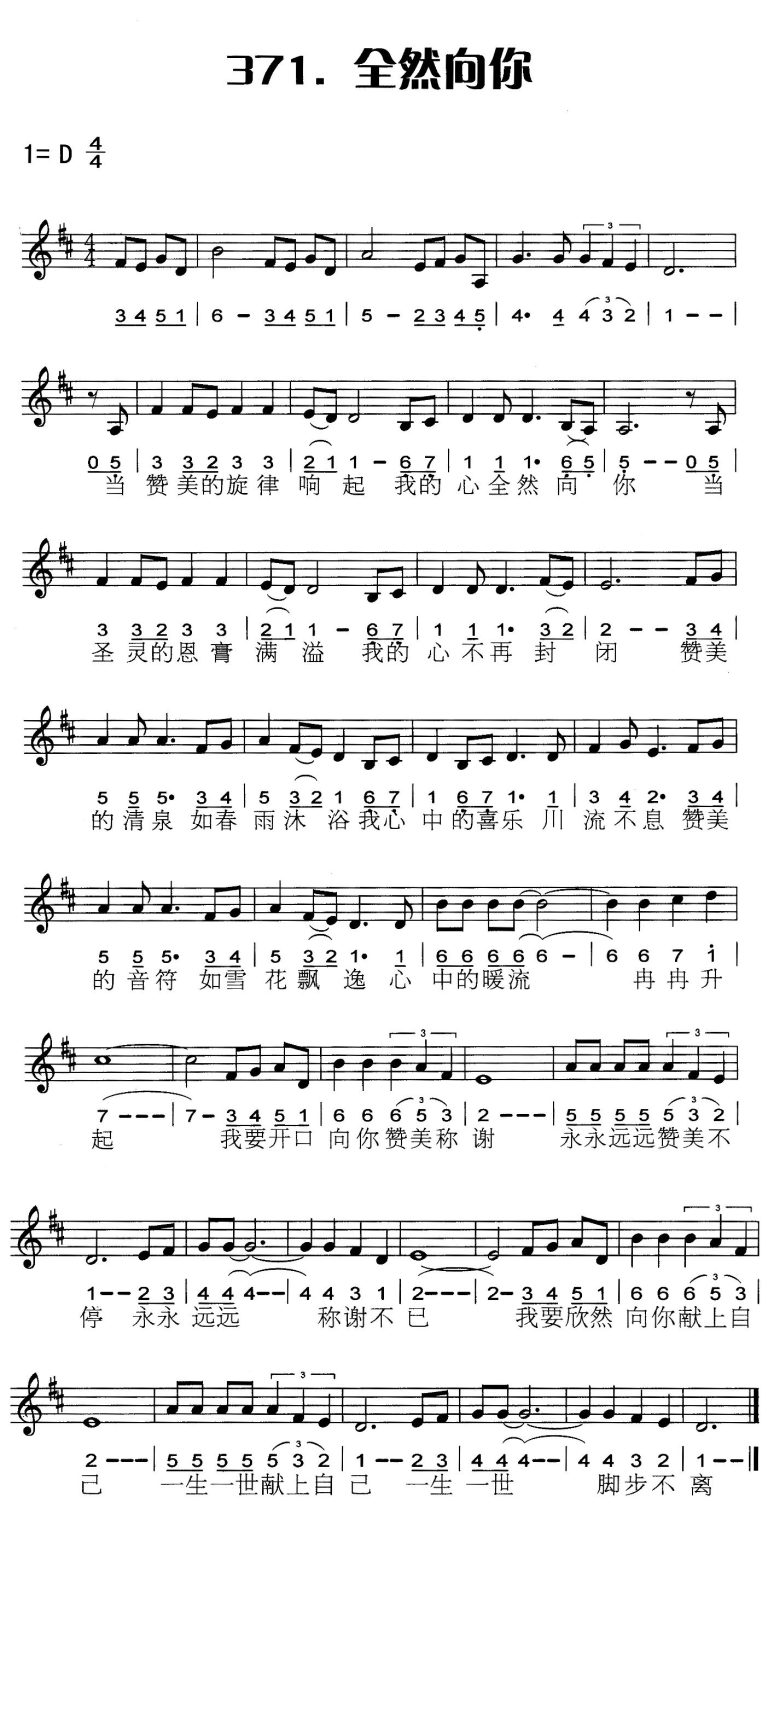 371. 全然向你
1= D 4/4
3
3 4 5 1 | 6 - 3 4 5 1 | 5 - 2 3 4 5̣ | 4· 4 4 3 2 | 1 - - |
0 5̣ | 3 3 2 3 3 | 2 1 1 - 6̣ 7̣ | 1 1 1· 6̣ 5̣ | 5̣ - - 0 5̣ |
当 赞 美的旋 律 响 起 我的 心 全 然 向 你 当
3 3 2 3 3 | 2 1 1 - 6̣ 7̣ | 1 1 1· 3 2 | 2 - - 3 4 |
圣 灵的恩 膏 满 溢 我的 心 不 再 封 闭 赞美
5 5 5· 3 4 | 5 3 2 1 6̣ 7̣ | 1 6̣ 7̣ 1· 1 | 3 4 2· 3 4 |
的 清 泉 如春 雨 沐 浴 我心 中 的喜 乐 川 流 不 息 赞美
5 5 5· 3 4 | 5 3 2 1· 1 | 6 6 6 6 6 - | 6 6 7 1̇ |
的 音 符 如雪 花 飘 逸 心 中的暖流 冉 冉 升
3 3
7 - - - | 7 - 3 4 5 1 | 6 6 6 5 3 | 2 - - - | 5 5 5 5 5 3 2 |
起 我要开口 向你赞美称 谢 永永远远赞美不
3
1 - - 2 3 | 4 4 4 - - | 4 4 3 1 | 2 - - - | 2 - 3 4 5 1 | 6 6 6 5 3 |
停 永永 远远 称谢不 已 我要欣然 向你献上自
3
2 - - - | 5 5 5 5 5 3 2 | 1 - - 2 3 | 4 4 4 - - | 4 4 3 2 | 1 - - ‖
己 一生一世献上自 己 一生 一世 脚步不 离